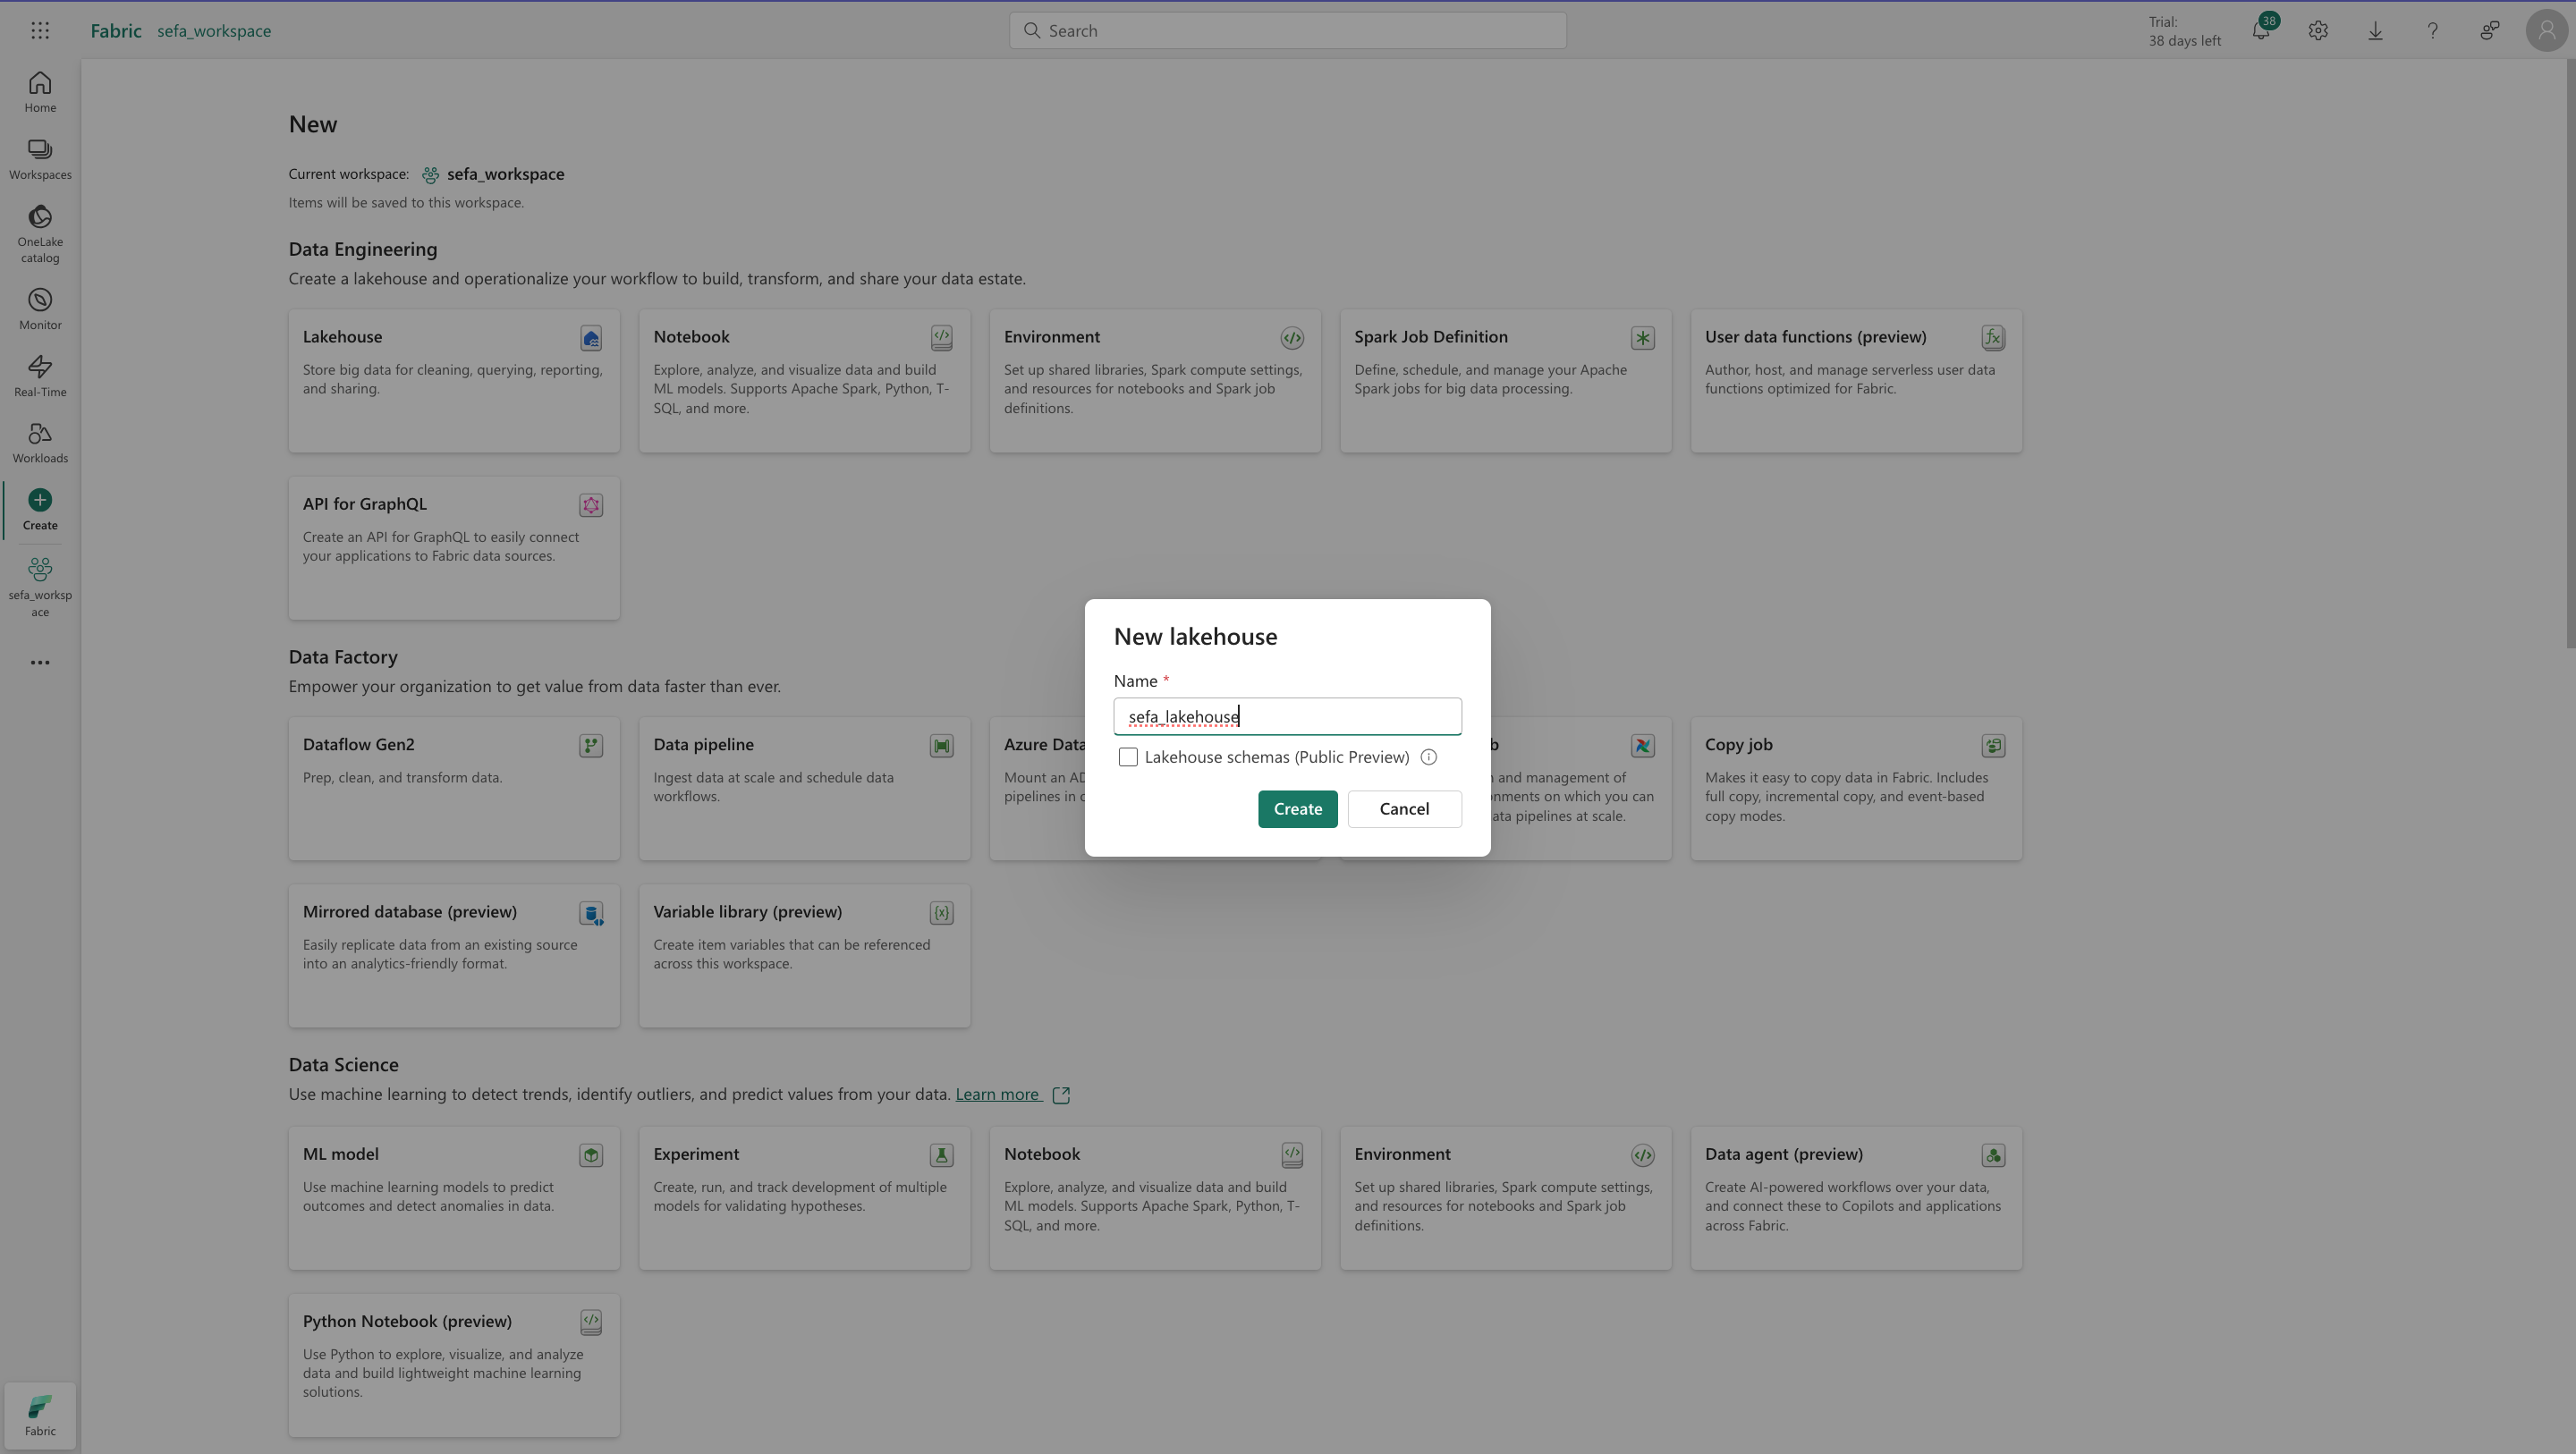 Fabric sefa_workspace
Search
Trial:
38 days left
38
Home
Workspaces
OneLake
catalog
Monitor
Real-Time
Workloads
Create
sefa_worksp
ace
Fabric
New
Current workspace: sefa_workspace
Items will be saved to this workspace.
Data Engineering
Create a lakehouse and operationalize your workflow to build, transform, and share your data estate.
Lakehouse
Store big data for cleaning, querying, reporting,
and sharing.
Notebook
Explore, analyze, and visualize data and build
ML models. Supports Apache Spark, Python, T-
SQL, and more.
Environment
Set up shared libraries, Spark compute settings,
and resources for notebooks and Spark job
definitions.
Spark Job Definition
Define, schedule, and manage your Apache
Spark jobs for big data processing.
User data functions (preview)
Author, host, and manage serverless user data
functions optimized for Fabric.
API for GraphQL
Create an API for GraphQL to easily connect
your applications to Fabric data sources.
New lakehouse
Name *
sefa_lakehouse
Lakehouse schemas (Public Preview)
Create
Cancel
Data Factory
Empower your organization to get value from data faster than ever.
Dataflow Gen2
Prep, clean, and transform data.
Data pipeline
Ingest data at scale and schedule data
workflows.
Azure Data
Mount an AD
pipelines in
b
and management of
onments on which you can
ata pipelines at scale.
Copy job
Makes it easy to copy data in Fabric. Includes
full copy, incremental copy, and event-based
copy modes.
Mirrored database (preview)
Easily replicate data from an existing source
into an analytics-friendly format.
Variable library (preview)
Create item variables that can be referenced
across this workspace.
Data Science
Use machine learning to detect trends, identify outliers, and predict values from your data. Learn more
ML model
Use machine learning models to predict
outcomes and detect anomalies in data.
Experiment
Create, run, and track development of multiple
models for validating hypotheses.
Notebook
Explore, analyze, and visualize data and build
ML models. Supports Apache Spark, Python, T-
SQL, and more.
Environment
Set up shared libraries, Spark compute settings,
and resources for notebooks and Spark job
definitions.
Data agent (preview)
Create AI-powered workflows over your data,
and connect these to Copilots and applications
across Fabric.
Python Notebook (preview)
Use Python to explore, visualize, and analyze
data and build lightweight machine learning
solutions.